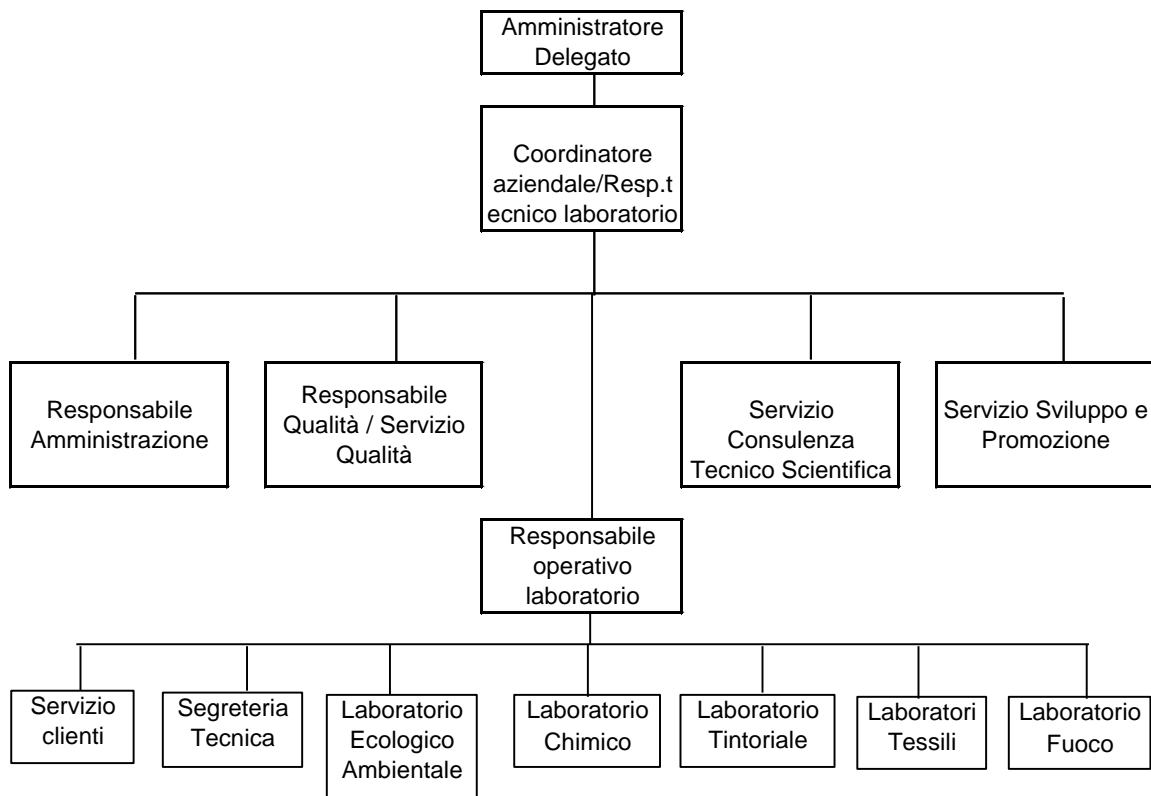 Amministratore
Delegato
Coordinatore
aziendale/Resp.t
ecnico laboratorio
Responsabile
Amministrazione
Responsabile
Qualità / Servizio
Qualità
Servizio
Consulenza
Tecnico Scientifica
Servizio Sviluppo e
Promozione
Responsabile
operativo
laboratorio
Servizio
clienti
Segreteria
Tecnica
Laboratorio
Ecologico
Ambientale
Laboratorio
Chimico
Laboratorio
Tintoriale
Laboratori
Tessili
Laboratorio
Fuoco